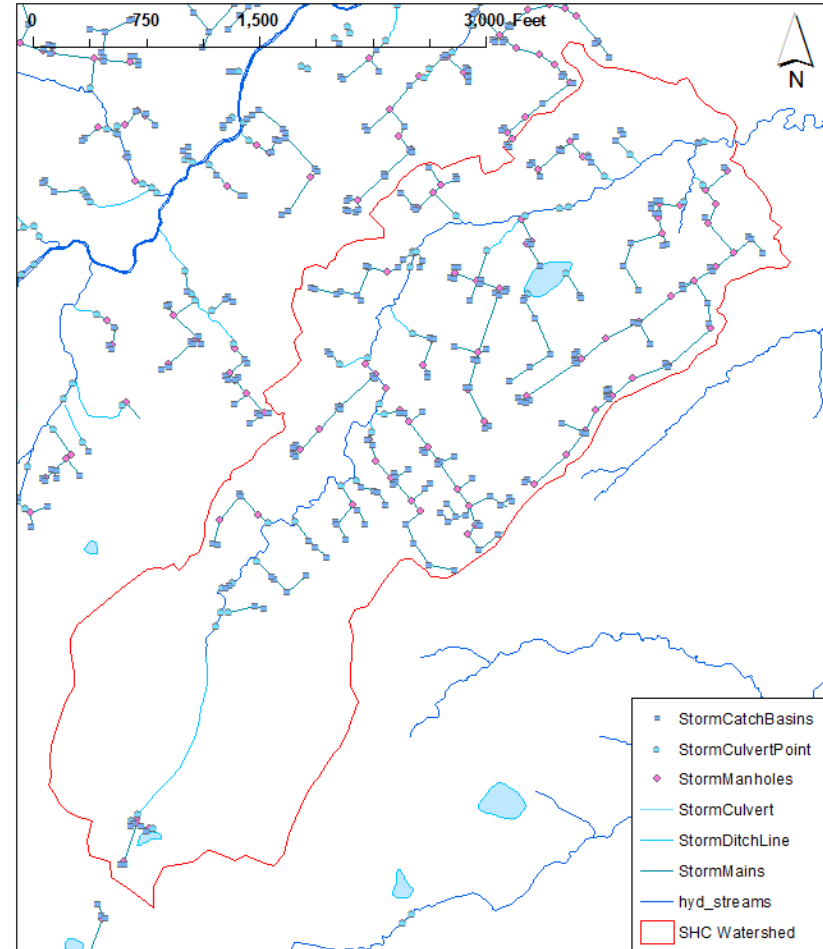 0 750 1,500 3,000 Feet
N
StormCatchBasins
StormCulvertPoint
StormManholes
StormCulvert
StormDitchLine
StormMains
hyd_streams
SHC Watershed